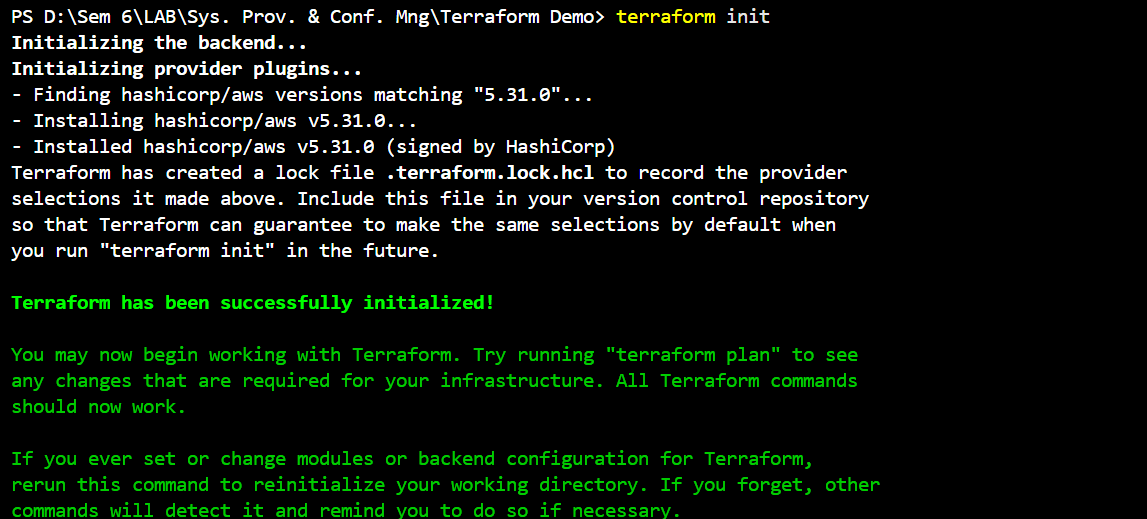 PS D:\Sem 6\LAB\Sys. Prov. & Conf. Mng\Terraform Demo> terraform init
Initializing the backend...
Initializing provider plugins...
- Finding hashicorp/aws versions matching "5.31.0"...
- Installing hashicorp/aws v5.31.0...
- Installed hashicorp/aws v5.31.0 (signed by HashiCorp)
Terraform has created a lock file .terraform.lock.hcl to record the provider
selections it made above. Include this file in your version control repository
so that Terraform can guarantee to make the same selections by default when
you run "terraform init" in the future.
Terraform has been successfully initialized!
You may now begin working with Terraform. Try running "terraform plan" to see
any changes that are required for your infrastructure. All Terraform commands
should now work.
If you ever set or change modules or backend configuration for Terraform,
rerun this command to reinitialize your working directory. If you forget, other
commands will detect it and remind you to do so if necessary.